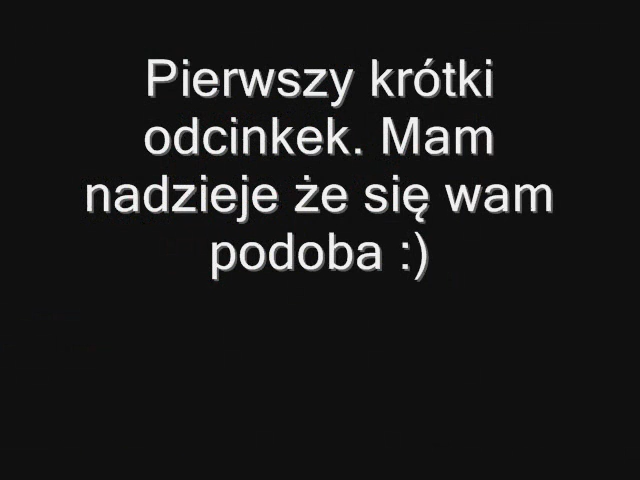 Pierwszy krótki
odcinkek. Mam
nadzieje że się wam
podoba :)